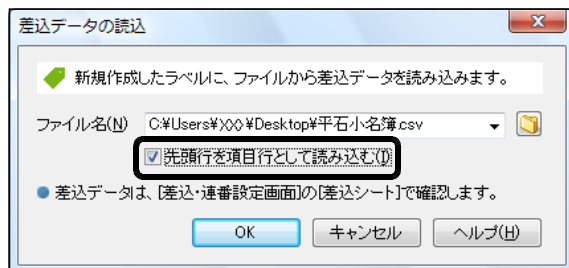 差込データの読込
新規作成したラベルに、ファイルから差込データを読み込みます。
ファイル名(N) C:¥Users¥XXX¥Desktop¥平石小名簿.csv
先頭行を項目行として読み込む(I)
差込データは、[差込・連番設定画面]の[差込シート]で確認します。
OK キャンセル ヘルプ(H)